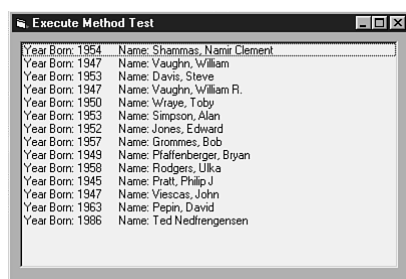 Execute Method Test
Year Born: 1954 Name: Shammas, Namir Clement
Year Born: 1947 Name: Vaughn, William
Year Born: 1953 Name: Davis, Steve
Year Born: 1947 Name: Vaughn, William R.
Year Born: 1950 Name: Wraye, Toby
Year Born: 1953 Name: Simpson, Alan
Year Born: 1952 Name: Jones, Edward
Year Born: 1957 Name: Grommes, Bob
Year Born: 1949 Name: Pfaffenberger, Bryan
Year Born: 1958 Name: Rodgers, Ulka
Year Born: 1945 Name: Pratt, Philip J
Year Born: 1947 Name: Viescas, John
Year Born: 1963 Name: Pepin, David
Year Born: 1986 Name: Ted Nedfrengensen